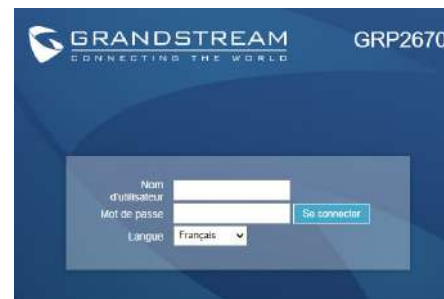 GRANDSTREAM
CONNECTING THE WORLD
GRP2670
Nom
d'utilisateur
Mot de passe
Se connecter
Langue
Français